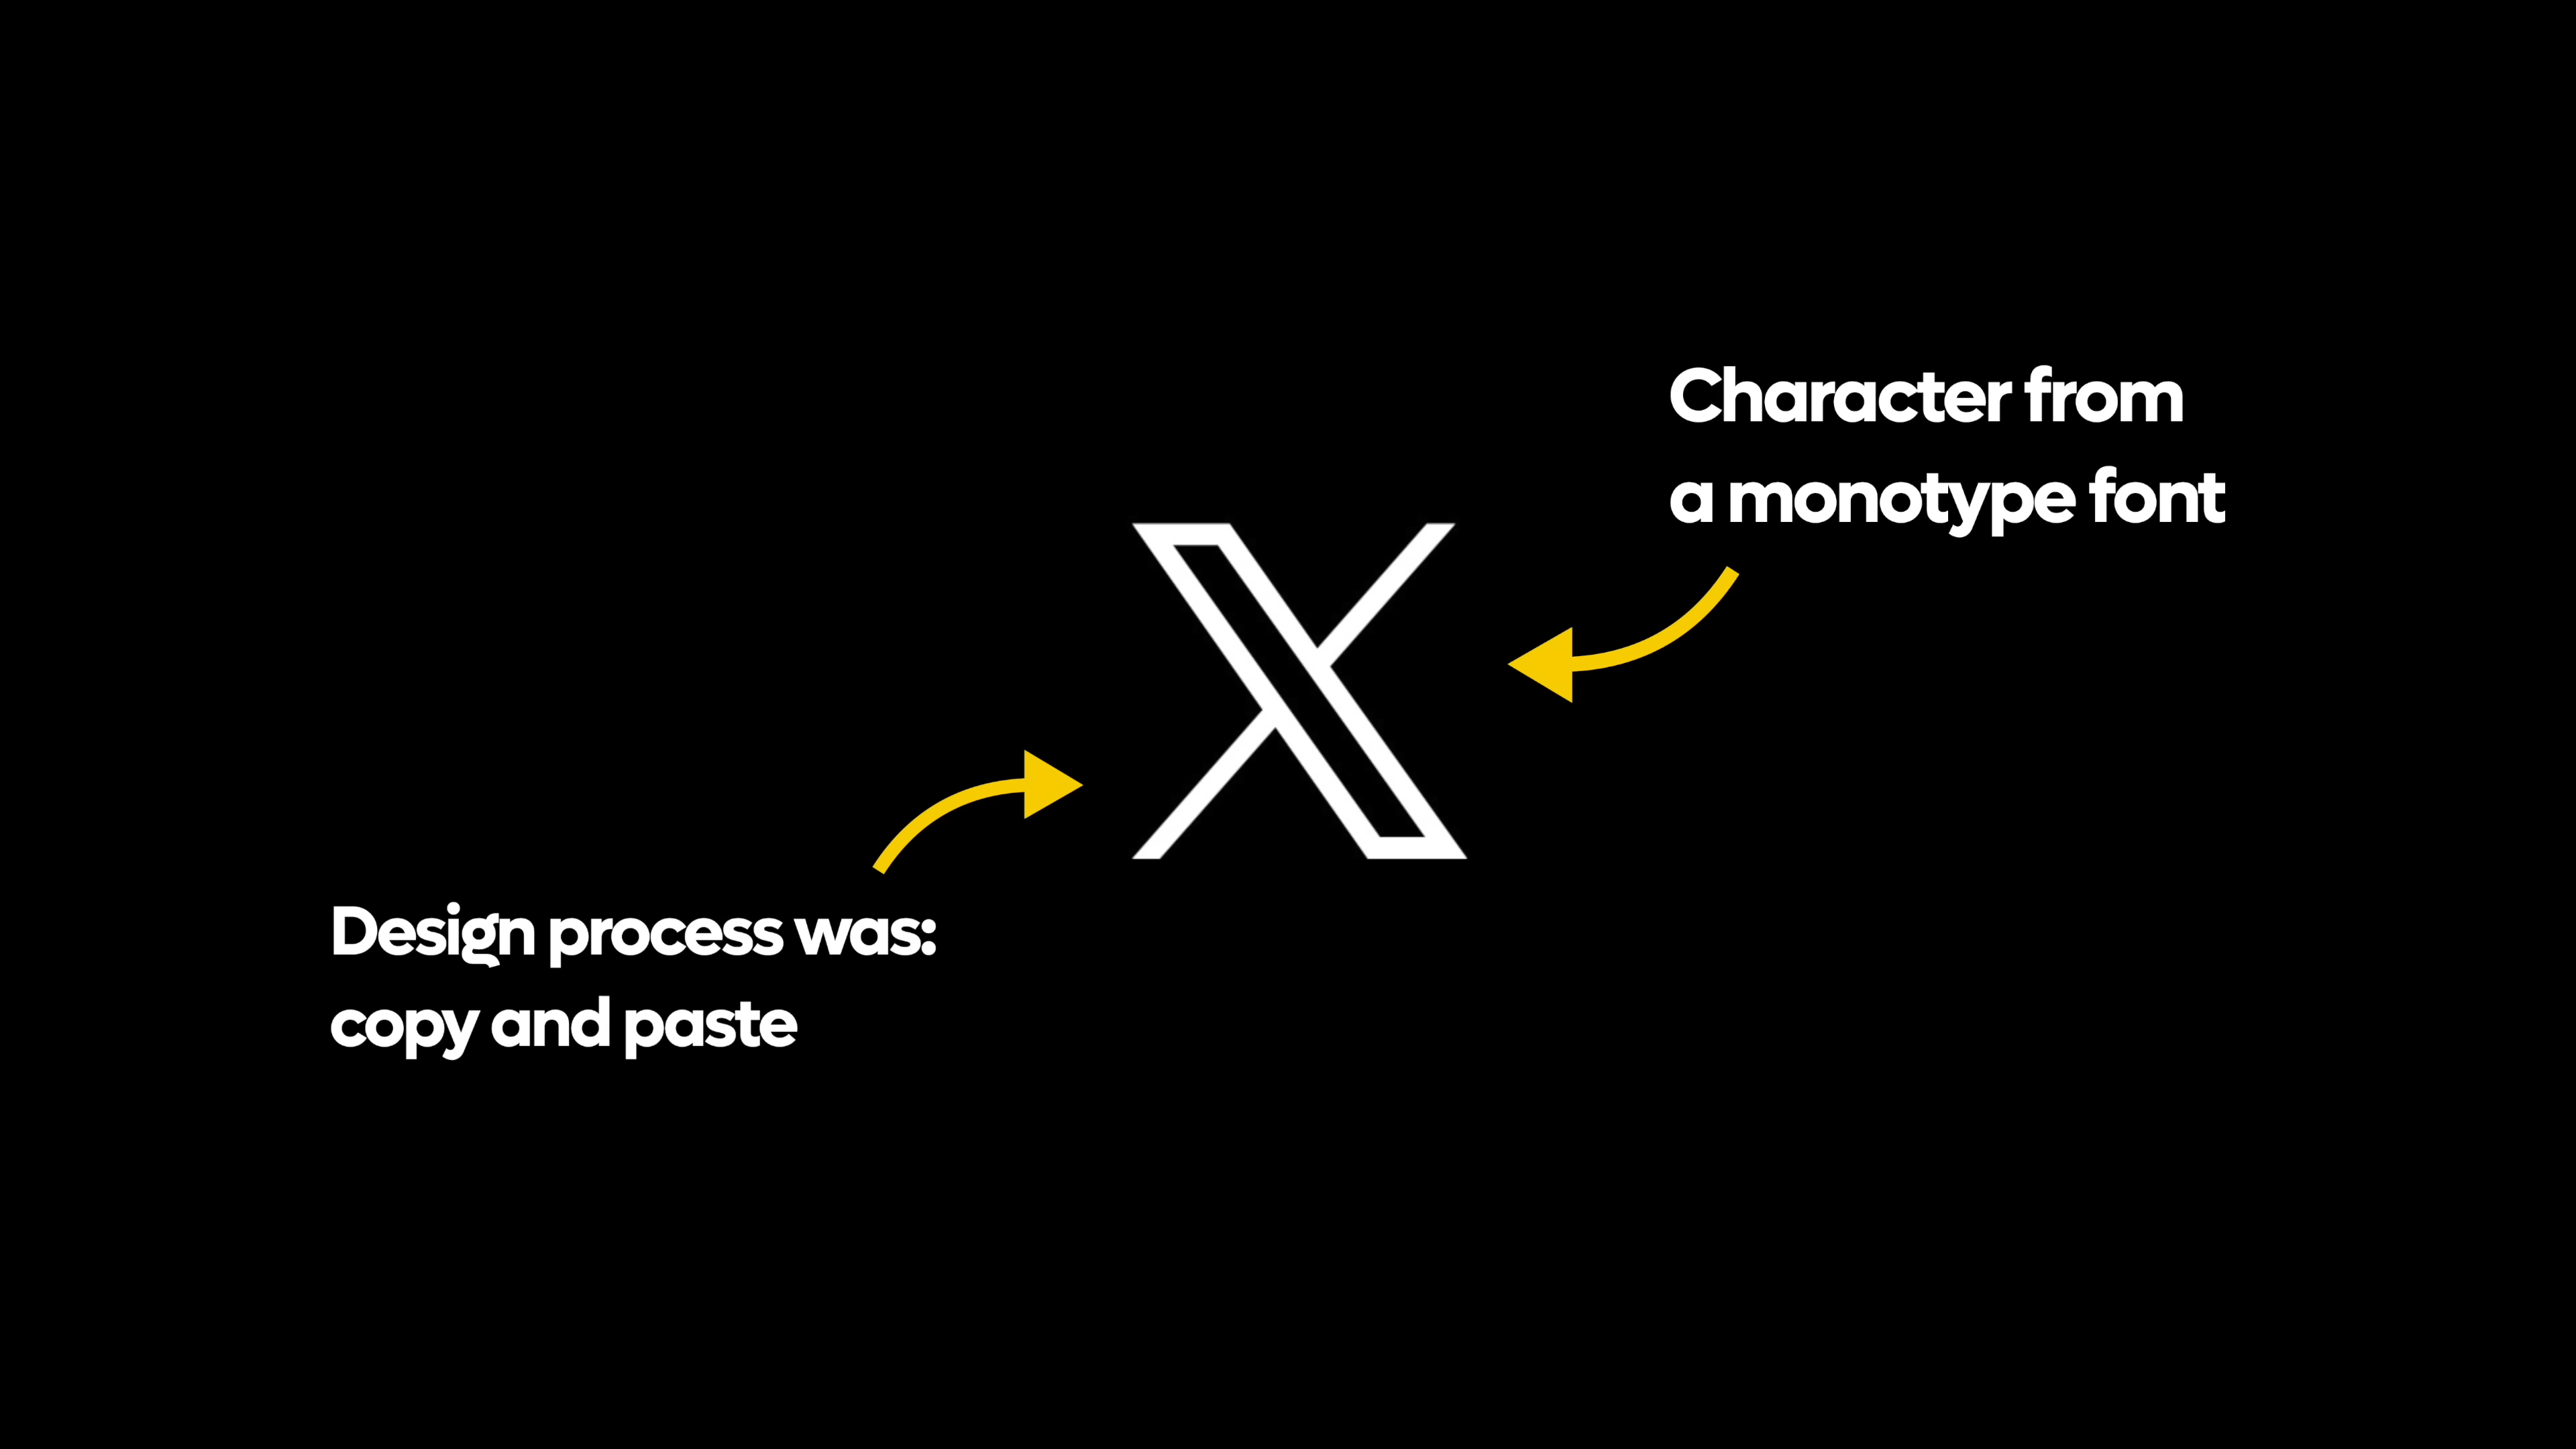 Character from
a monotype font
X
Design process was:
copy and paste